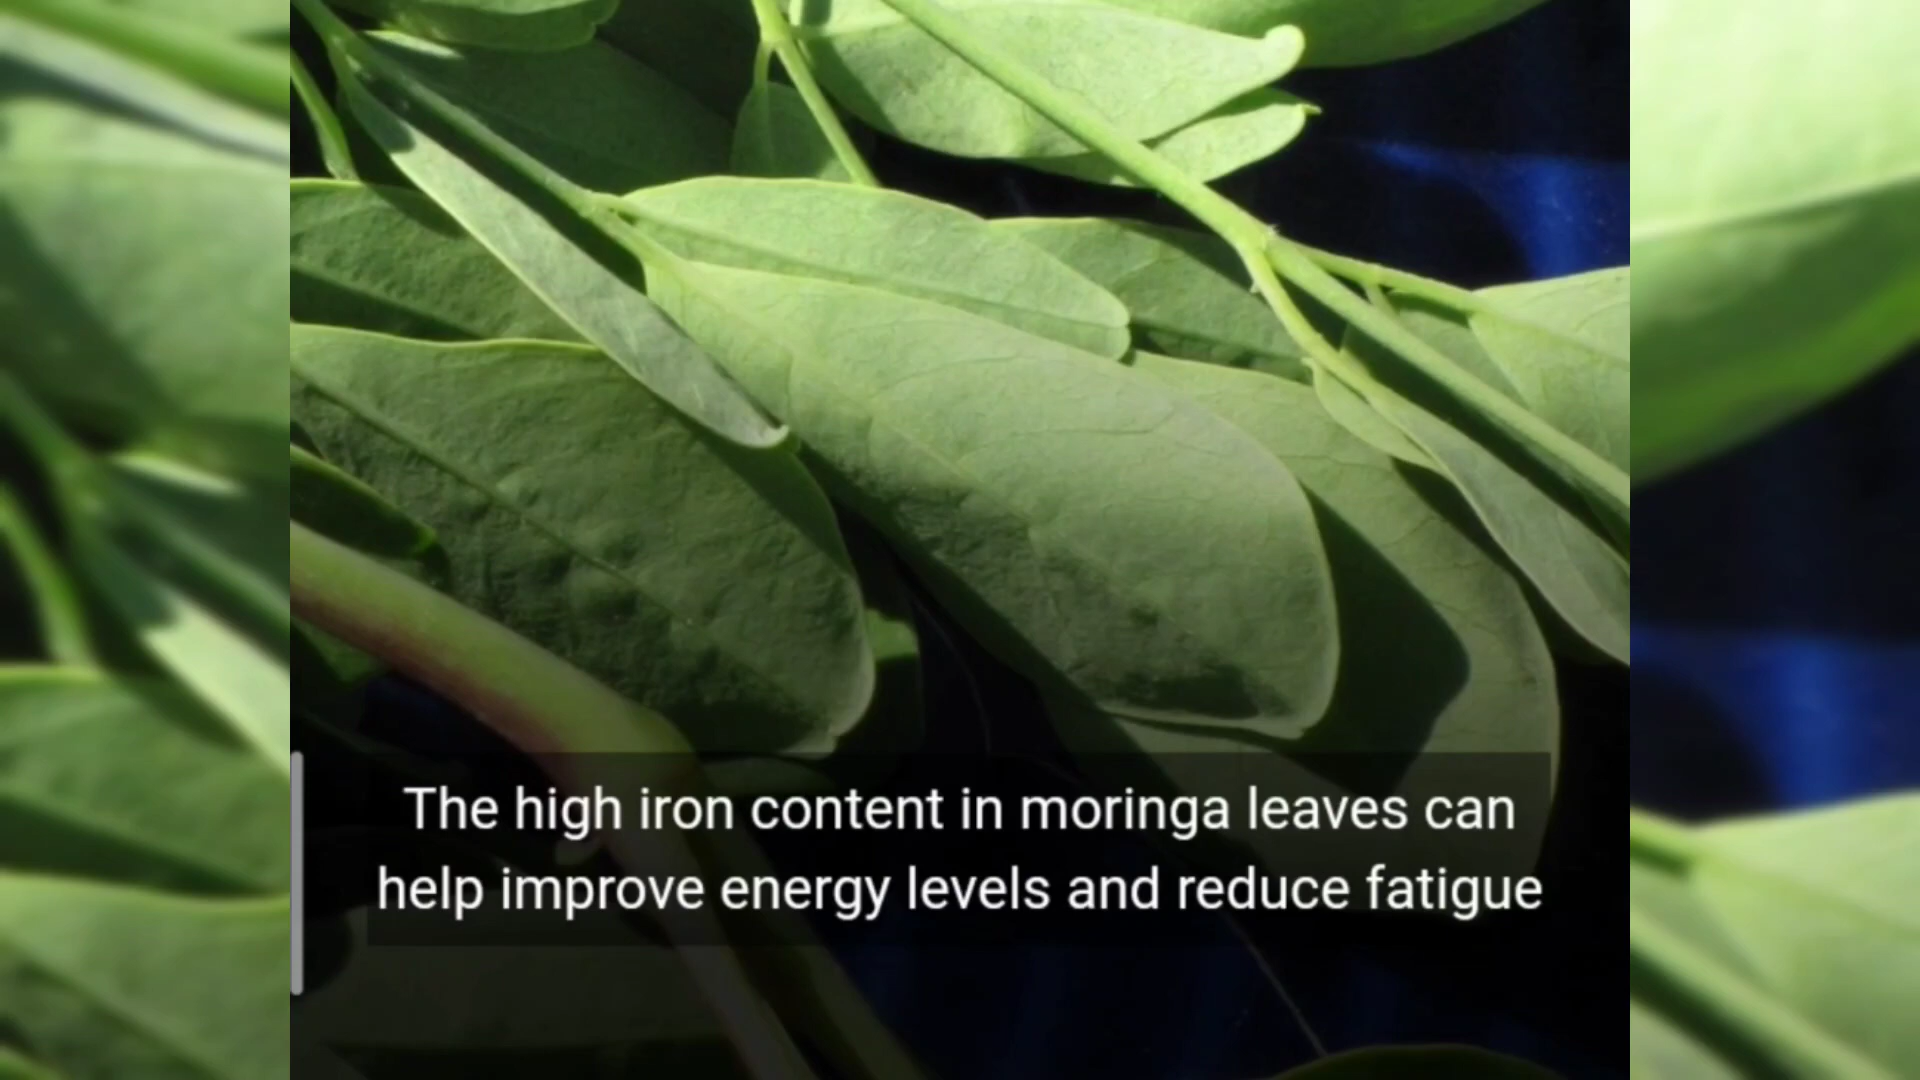 The high iron content in moringa leaves can
help improve energy levels and reduce fatigue